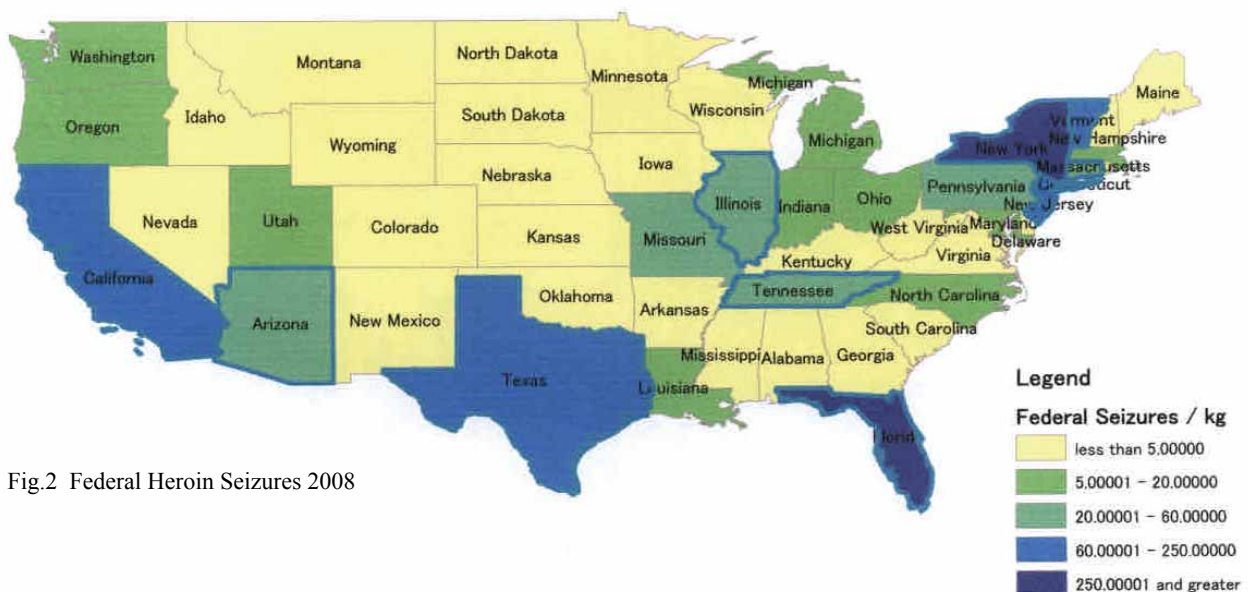 Washington
Montana
North Dakota
Minnesota
Michigan
Maine
Oregon
Idaho
Wyoming
South Dakota
Wisconsin
Michigan
Vermont
New Hampshire
New York
Massachusetts
Iowa
Nebraska
Pennsylvania
New Jersey
Nevada
Utah
Colorado
Kansas
Missouri
Illinois
Indiana
Ohio
West Virginia
Maryland
Delaware
Virginia
Kentucky
California
Arizona
New Mexico
Oklahoma
Arkansas
Tennessee
North Carolina
South Carolina
Texas
Louisiana
Mississippi
Alabama
Georgia
Florid
Legend
Federal Seizures / kg
less than 5.00000
5.00001 - 20.00000
20.00001 - 60.00000
60.00001 - 250.00000
250.00001 and greater
Fig.2 Federal Heroin Seizures 2008